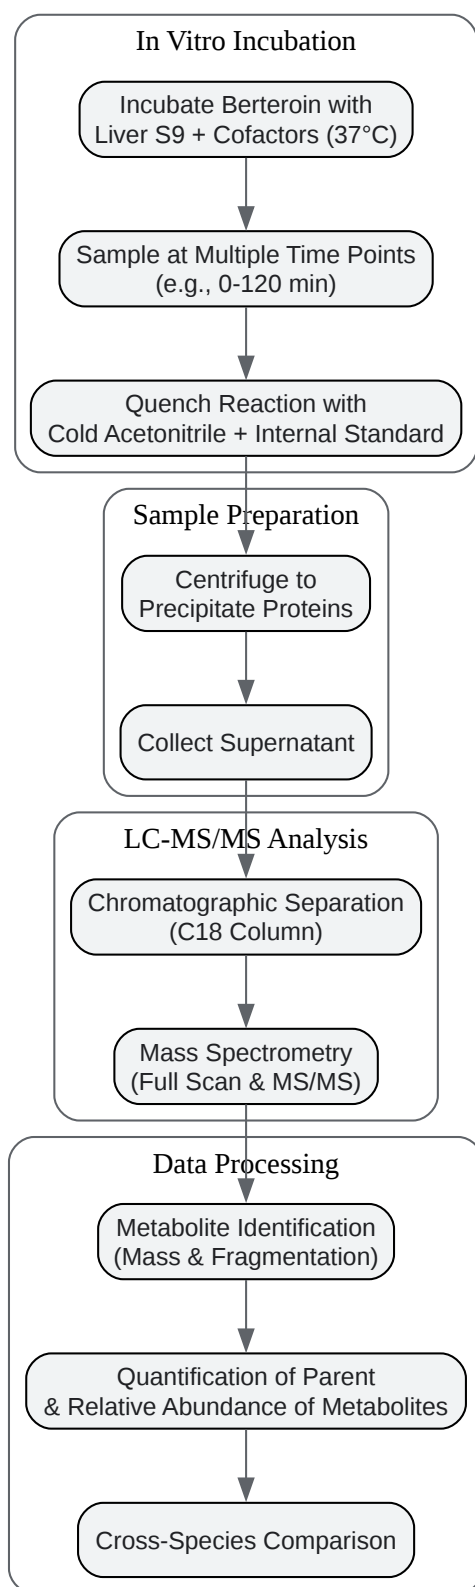 In Vitro Incubation
Incubate Berteroin with
Liver S9 + Cofactors (37°C)
Sample at Multiple Time Points
(e.g., 0-120 min)
Quench Reaction with
Cold Acetonitrile + Internal Standard
Sample Preparation
Centrifuge to
Precipitate Proteins
Collect Supernatant
LC-MS/MS Analysis
Chromatographic Separation
(C18 Column)
Mass Spectrometry
(Full Scan & MS/MS)
Data Processing
Metabolite Identification
(Mass & Fragmentation)
Quantification of Parent
& Relative Abundance of Metabolites
Cross-Species Comparison